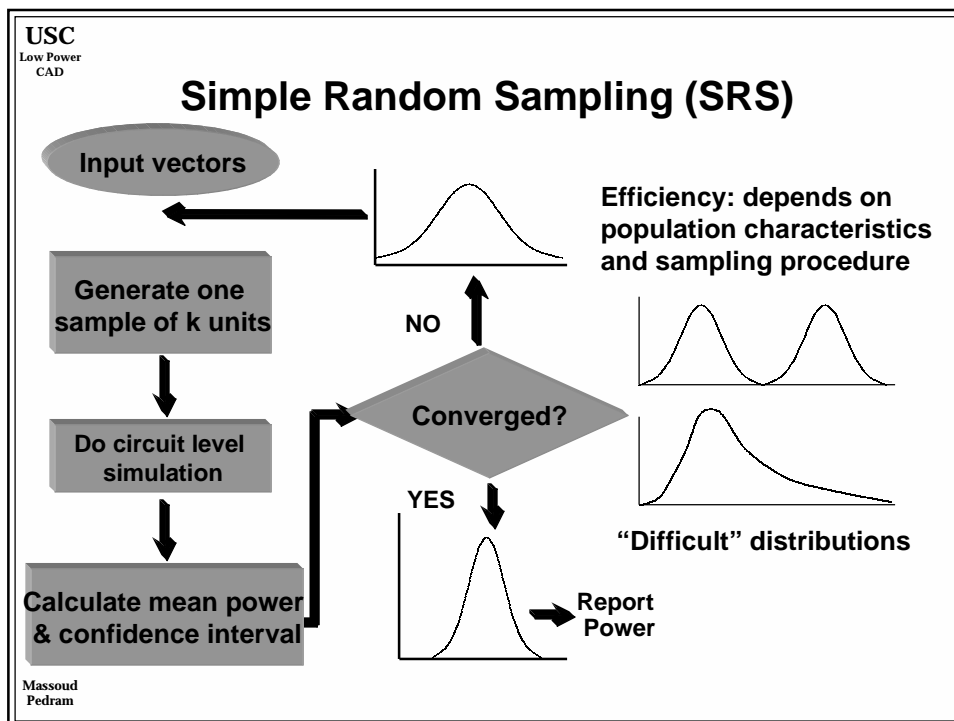 USC
Low Power
CAD
Simple Random Sampling (SRS)
Input vectors
Efficiency: depends on
population characteristics
and sampling procedure
Generate one
sample of k units
NO
Converged?
Do circuit level
simulation
YES
“Difficult” distributions
Calculate mean power
& confidence interval
Report
Power
Massoud
Pedram